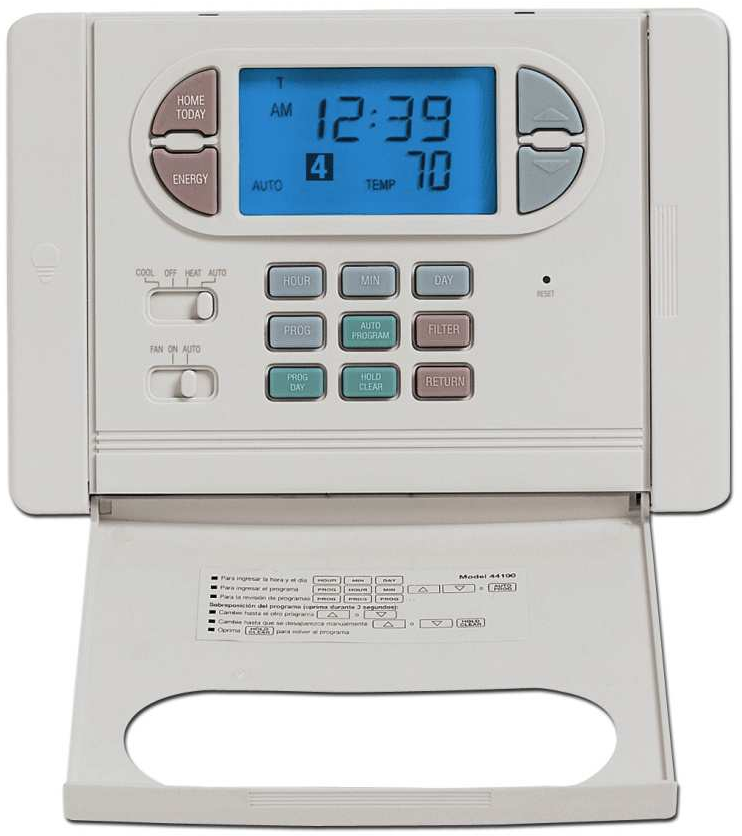 T
HOME TODAY
AM 12:39
ENERGY
4
AUTO TEMP 70
COOL OFF HEAT AUTO
HOUR MIN DAY
RESET
PROG AUTO PROGRAM FILTER
FAN ON AUTO
PROG DAY HOLD CLEAR RETURN
Para ingresar la hora y el día HOUR MIN DAY Model 44190
Para ingresar el programa PROG HOUR MIN o AUTO PROG
Para la revisión de programas PROG PROG PROG ...
Sobreposición del programa (oprima durante 3 segundos):
Cambie hasta el otro programa o
Cambie hasta que se desaparezca manualmente o HOLD CLEAR
Oprima HOLD CLEAR para volver al programa